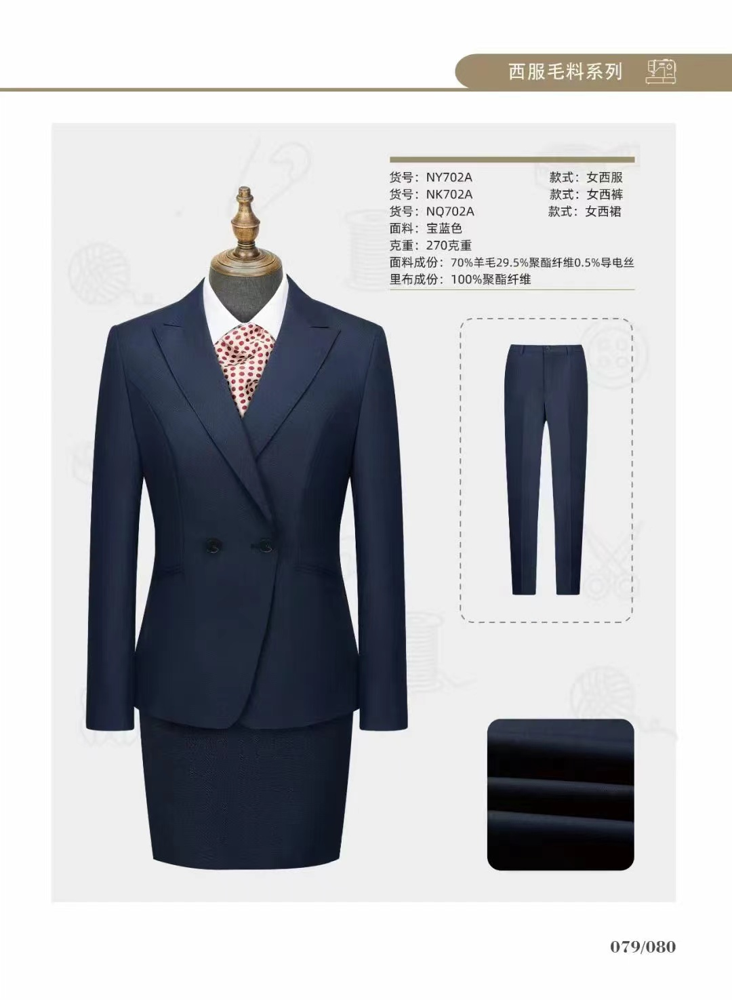 西服毛料系列
货号：NY702A 款式：女西服
货号：NK702A 款式：女西裤
货号：NQ702A 款式：女西裙
面料：宝蓝色
克重：270克重
面料成份：70%羊毛29.5%聚酯纤维0.5%导电丝
里布成份：100%聚酯纤维
079/080